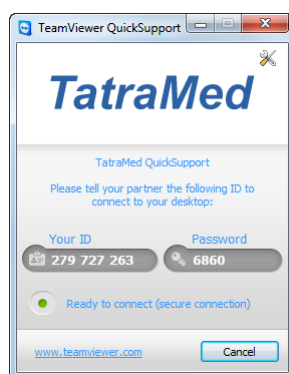 TeamViewer QuickSupport
TatraMed
TatraMed QuickSupport
Please tell your partner the following ID to
connect to your desktop:
Your ID
Password
279 727 263
6860
Ready to connect (secure connection)
www.teamviewer.com
Cancel